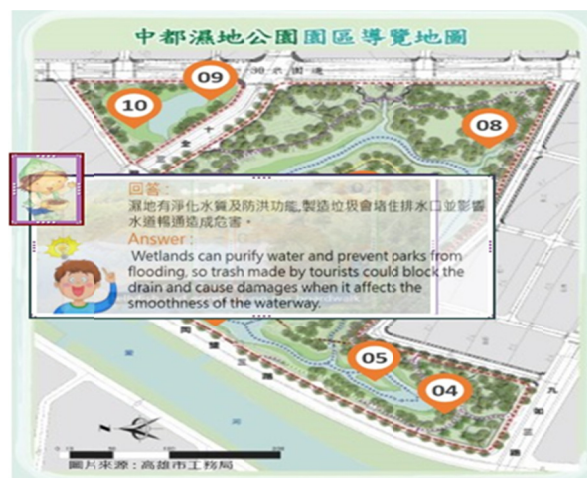 中都濕地公園園區導覽地圖
09
10
08
回答：
濕地有淨化水質及防洪功能,製造垃圾會堵住排水口並影響
水道暢通造成危害。
Answer :
Wetlands can purify water and prevent parks from
flooding, so trash made by tourists could block the
drain and cause damages when it affects the
smoothness of the waterway.
05
04
圖片來源：高雄市工務局